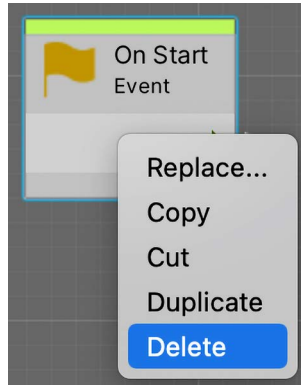 On Start
Event
Replace...
Copy
Cut
Duplicate
Delete